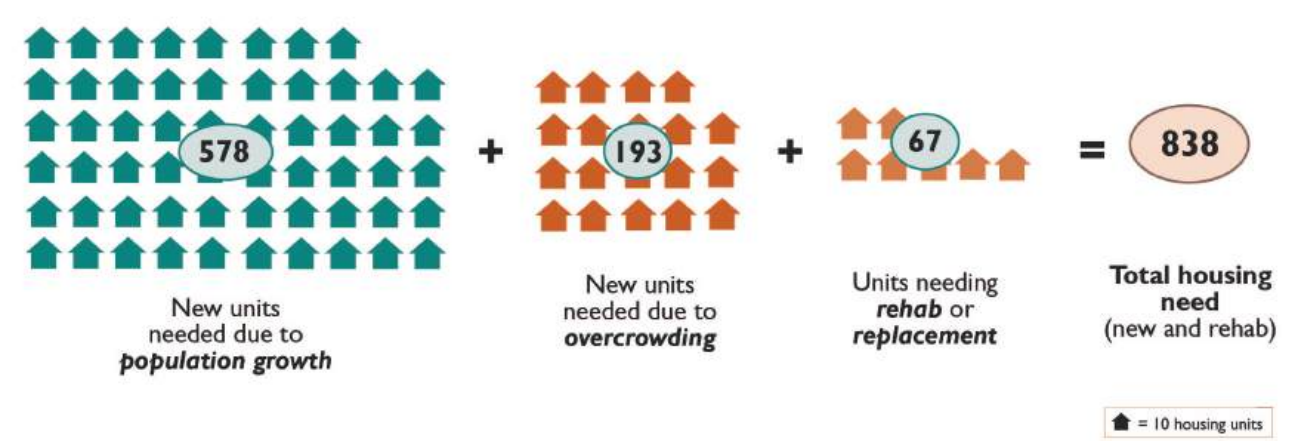 578
+
193
+
67
=
838
New units
needed due to
population growth
New units
needed due to
overcrowding
Units needing
rehab or
replacement
Total housing
need
(new and rehab)
= 10 housing units